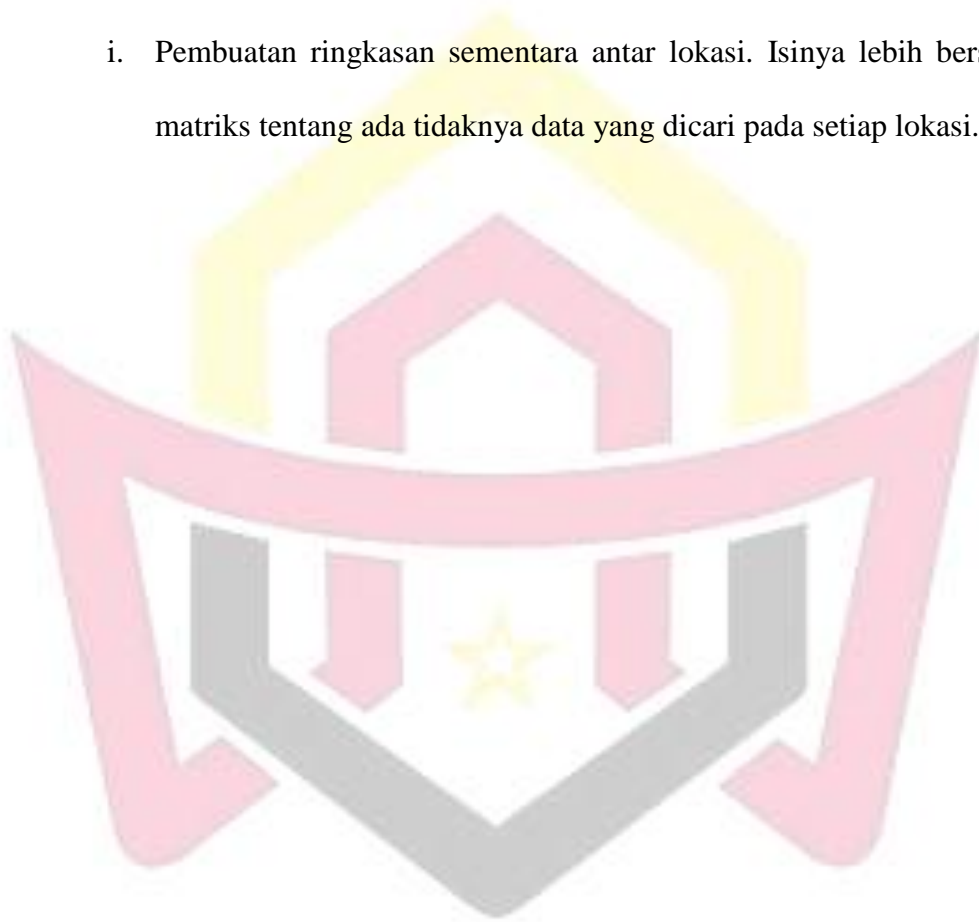 i. Pembuatan ringkasan sementara antar lokasi. Isinya lebih
matriks tentang ada tidaknya data yang dicari pada setiap lokasi.